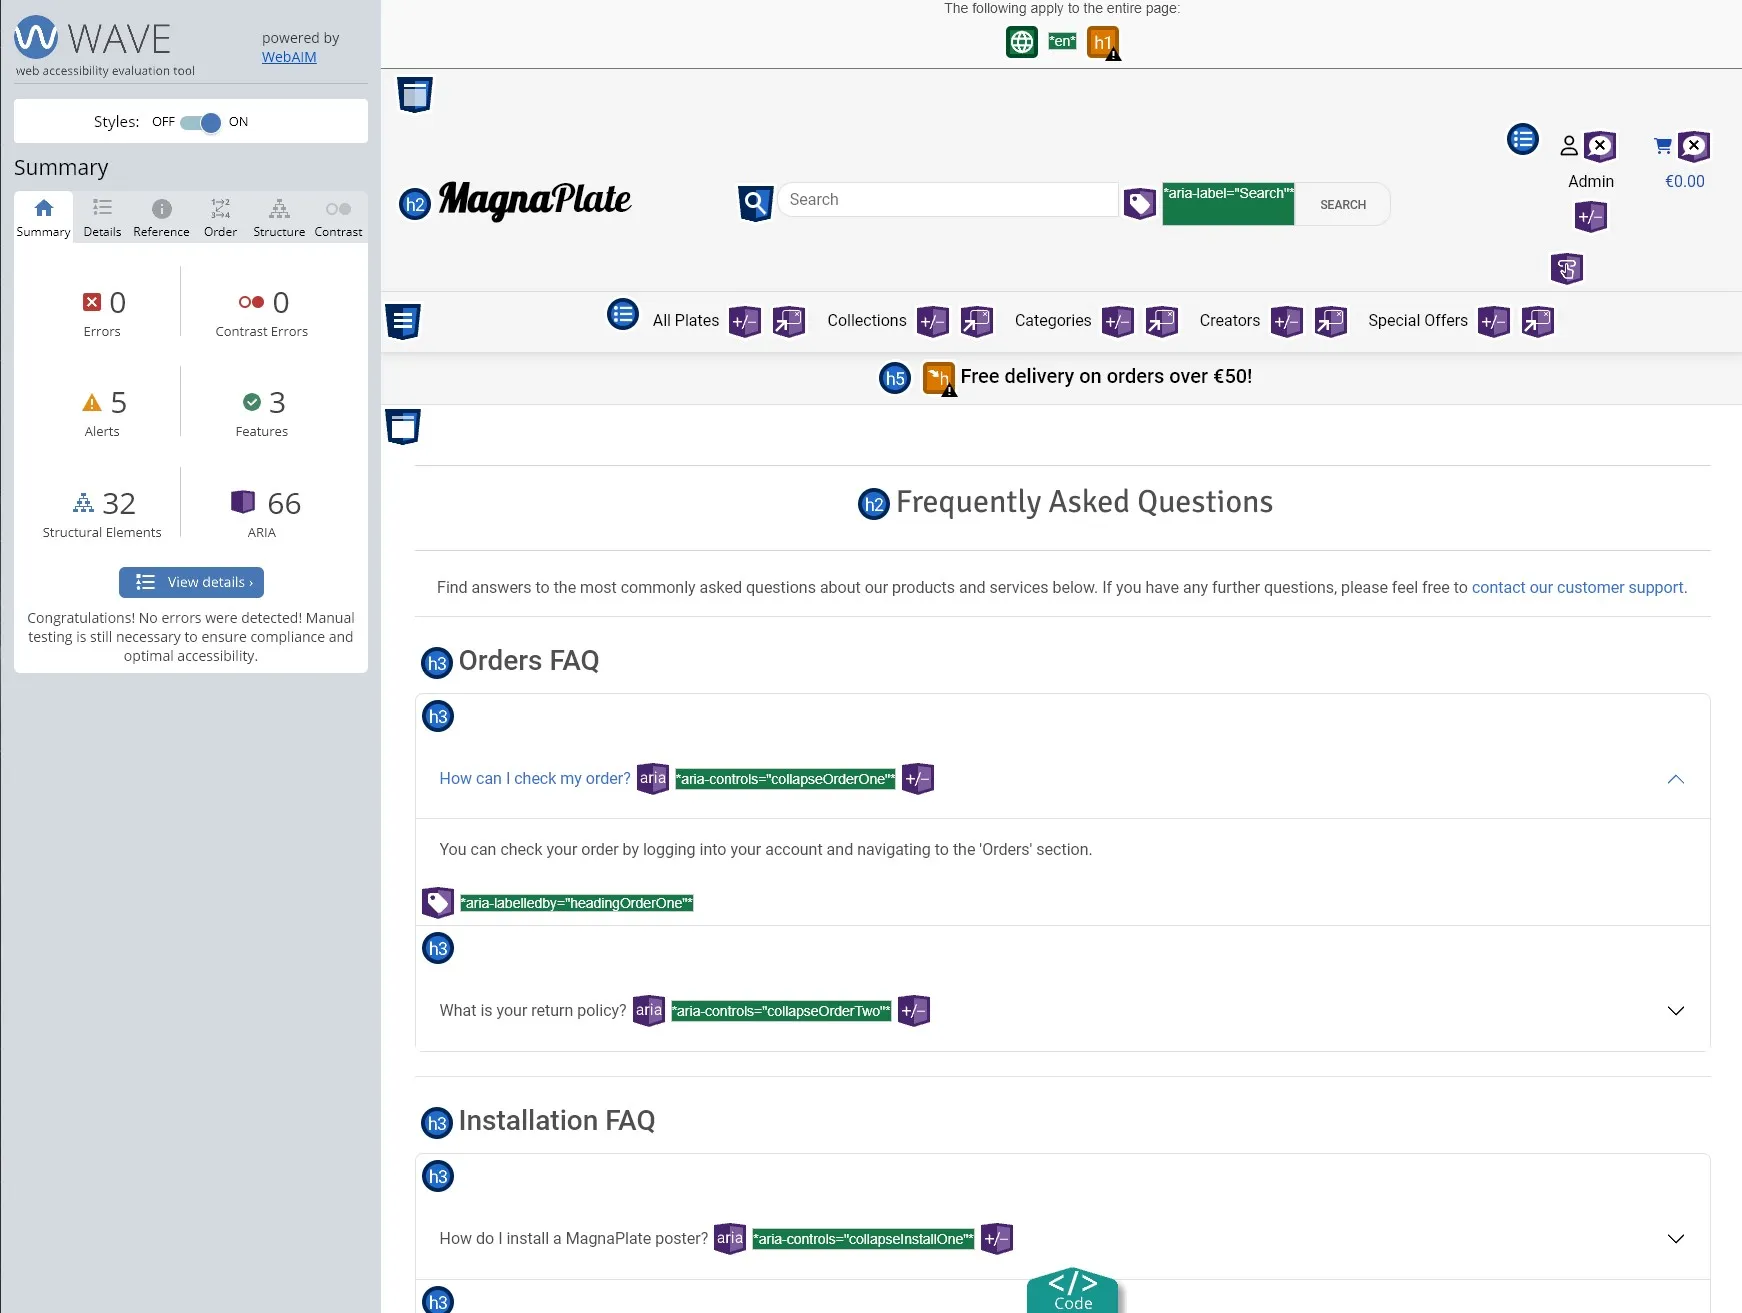 WAVE
powered by
WebAIM
web accessibility evaluation tool
Styles: OFF ON
Summary
Summary Details Reference Order Structure Contrast
0
Errors
0
Contrast Errors
5
Alerts
3
Features
32
Structural Elements
66
ARIA
View details ›
Congratulations! No errors were detected! Manual
testing is still necessary to ensure compliance and
optimal accessibility.
The following apply to the entire page:
*en* h1
h2 MagnaPlate
Search
*aria-label="Search"*
SEARCH
Admin
+/−
€0.00
All Plates +/− Collections +/− Categories +/− Creators +/− Special Offers +/−
h5 h Free delivery on orders over €50!
h2 Frequently Asked Questions
Find answers to the most commonly asked questions about our products and services below. If you have any further questions, please feel free to contact our customer support.
h3 Orders FAQ
h3
How can I check my order? aria *aria-controls="collapseOrderOne"* +/−
You can check your order by logging into your account and navigating to the 'Orders' section.
*aria-labelledby="headingOrderOne"*
h3
What is your return policy? aria *aria-controls="collapseOrderTwo"* +/−
h3 Installation FAQ
h3
How do I install a MagnaPlate poster? aria *aria-controls="collapseInstallOne"* +/−
h3
</>
Code